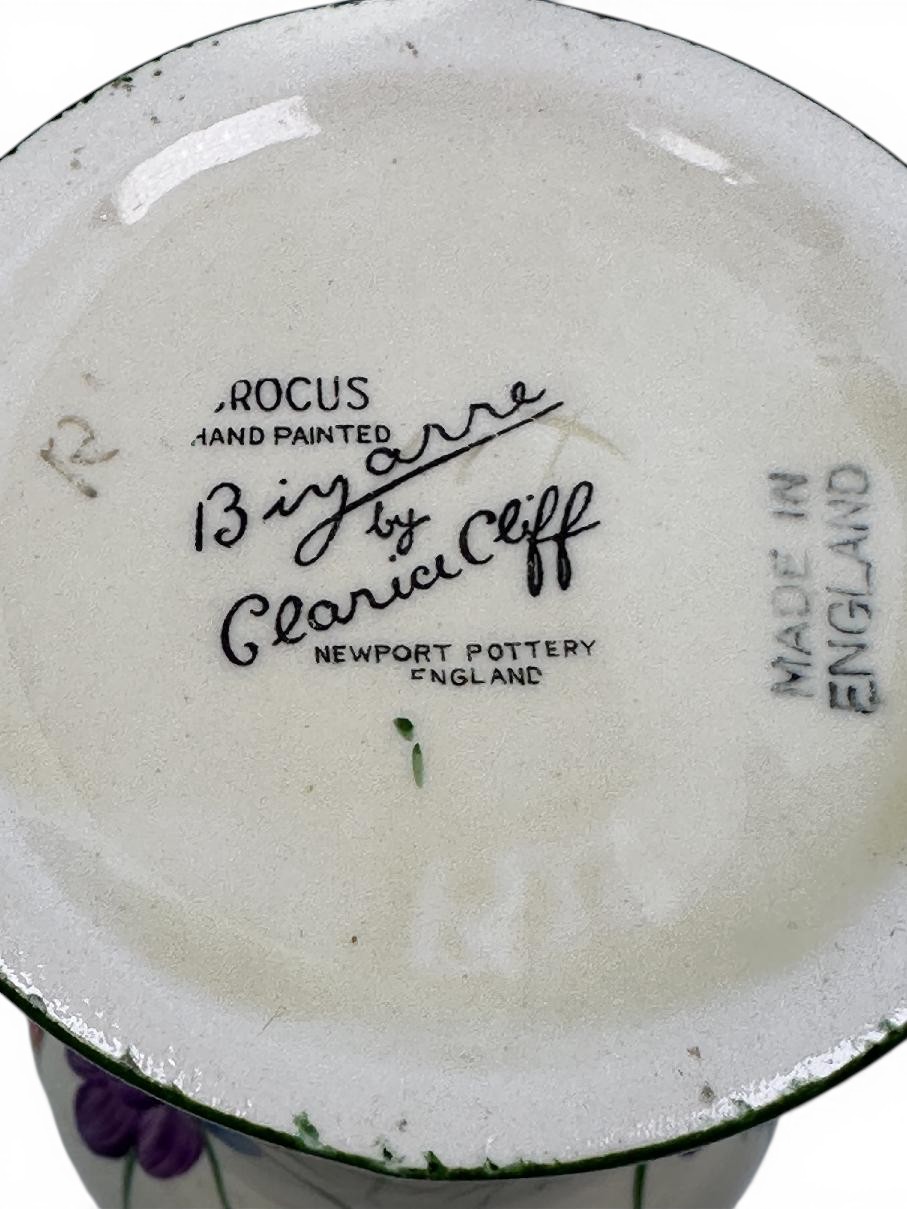 ROCUS
HAND PAINTED
Bizarre
by
Clarice Cliff
NEWPORT POTTERY
ENGLAND
MADE IN
ENGLAND